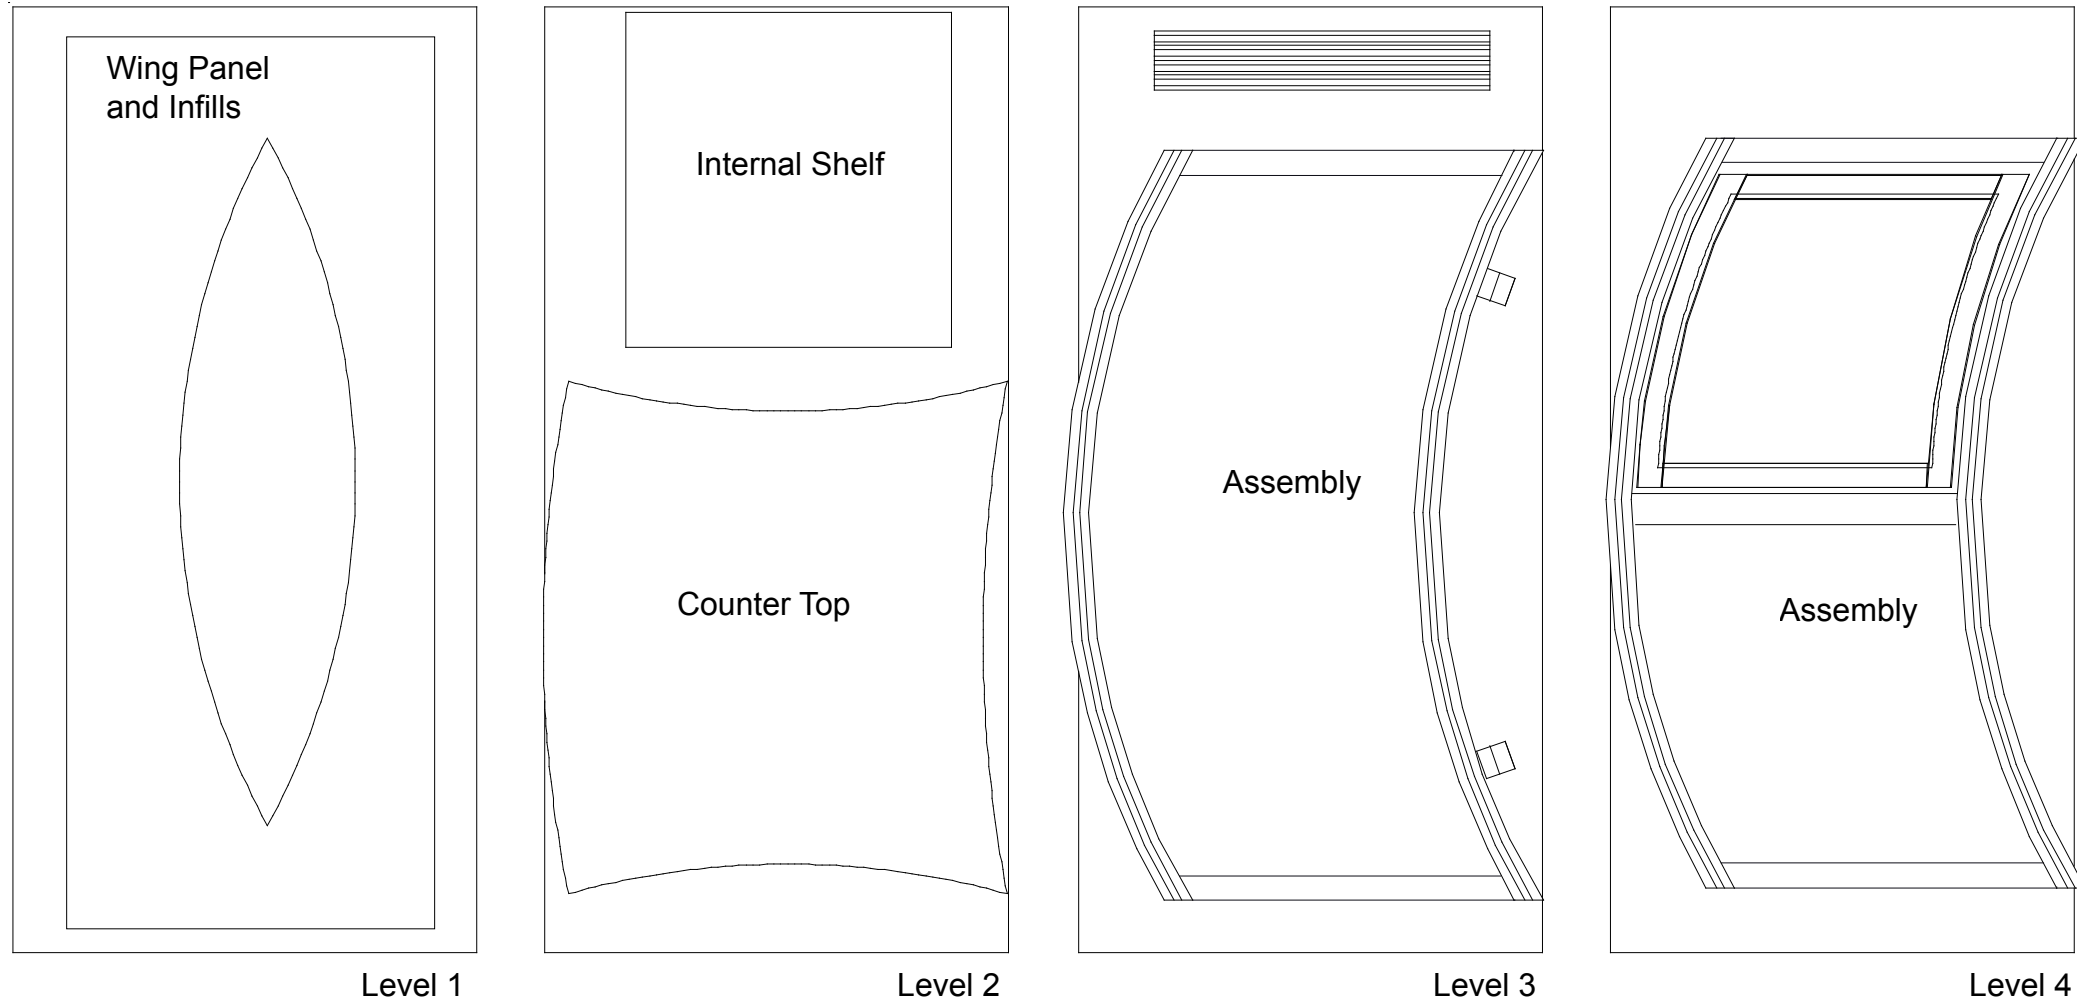 Wing Panel
and Infills
Level 1
Internal Shelf
Counter Top
Level 2
Assembly
Level 3
Assembly
Level 4